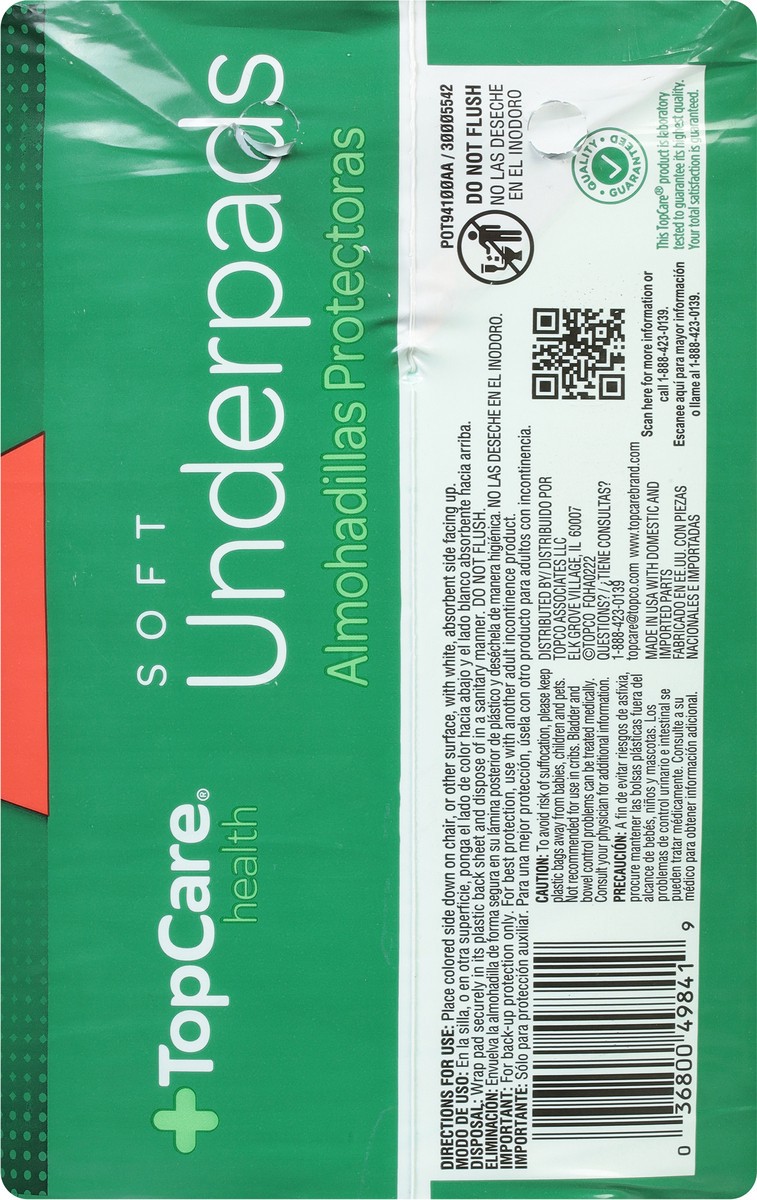 TopCare®
health
SOFT
Underpads
Almohadillas Protectoras
DIRECTIONS FOR USE: Place colored side down on chair, or other surface, with white, absorbent side facing up.
MODO DE USO: En la silla, o en otra superficie, ponga el lado de color hacia abajo y el lado blanco absorbente hacia arriba.
DISPOSAL: Wrap pad securely in its plastic back sheet and dispose of in a sanitary manner. DO NOT FLUSH.
ELIMINACIÓN: Envuelva la almohadilla de forma segura en su lámina posterior de plástico y deséchela de manera higiénica. NO LAS DESECHE EN EL INODORO.
IMPORTANT: For back-up protection only. For best protection, use with another adult incontinence product.
IMPORTANTE: Sólo para protección auxiliar. Para una mejor protección, úsela con otro producto para adultos con incontinencia.
0 36800 49841 9
CAUTION: To avoid risk of suffocation, please keep
plastic bags away from babies, children and pets.
Not recommended for use in cribs. Bladder and
bowel control problems can be treated medically.
Consult your physician for additional information.
PRECAUCIÓN: A fin de evitar riesgos de asfixia,
procure mantener las bolsas plásticas fuera del
alcance de bebés, niños y mascotas. Los
problemas de control urinario e intestinal se
pueden tratar médicamente. Consulte a su
médico para obtener información adicional.
DISTRIBUTED BY/ DISTRIBUIDO POR
TOPCO ASSOCIATES LLC
ELK GROVE VILLAGE, IL 60007
©TOPCO FOHA0222
QUESTIONS? / ¿TIENE CONSULTAS?
1-888-423-0139
topcare@topco.com www.topcarebrand.com
MADE IN USA WITH DOMESTIC AND
IMPORTED PARTS
FABRICADO EN EE.UU. CON PIEZAS
NACIONALES E IMPORTADAS
Scan here for more information or
call 1-888-423-0139.
Escanee aquí para mayor información
o llame al 1-888-423-0139.
POT94100AA / 30005542
DO NOT FLUSH
NO LAS DESECHE
EN EL INODORO
QUALITY • GUARANTEED •
This TopCare® product is laboratory
tested to guarantee its highest quality.
Your total satisfaction is guaranteed.